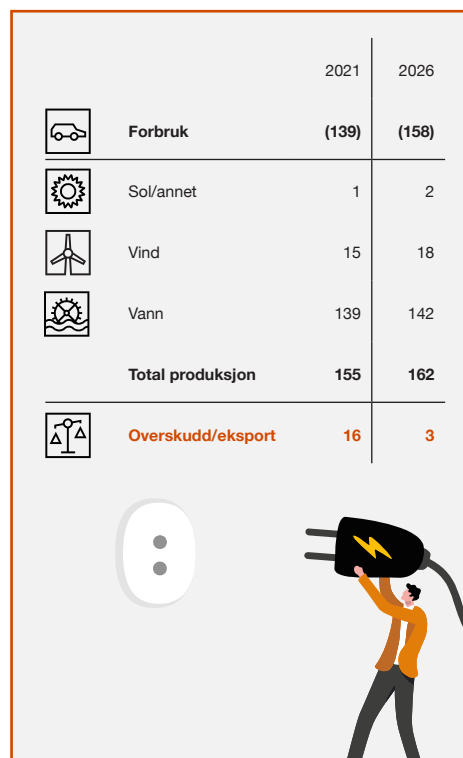 2021 2026
Forbruk (139) (158)
Sol/annet 1 2
Vind 15 18
Vann 139 142
Total produksjon 155 162
Overskudd/eksport 16 3